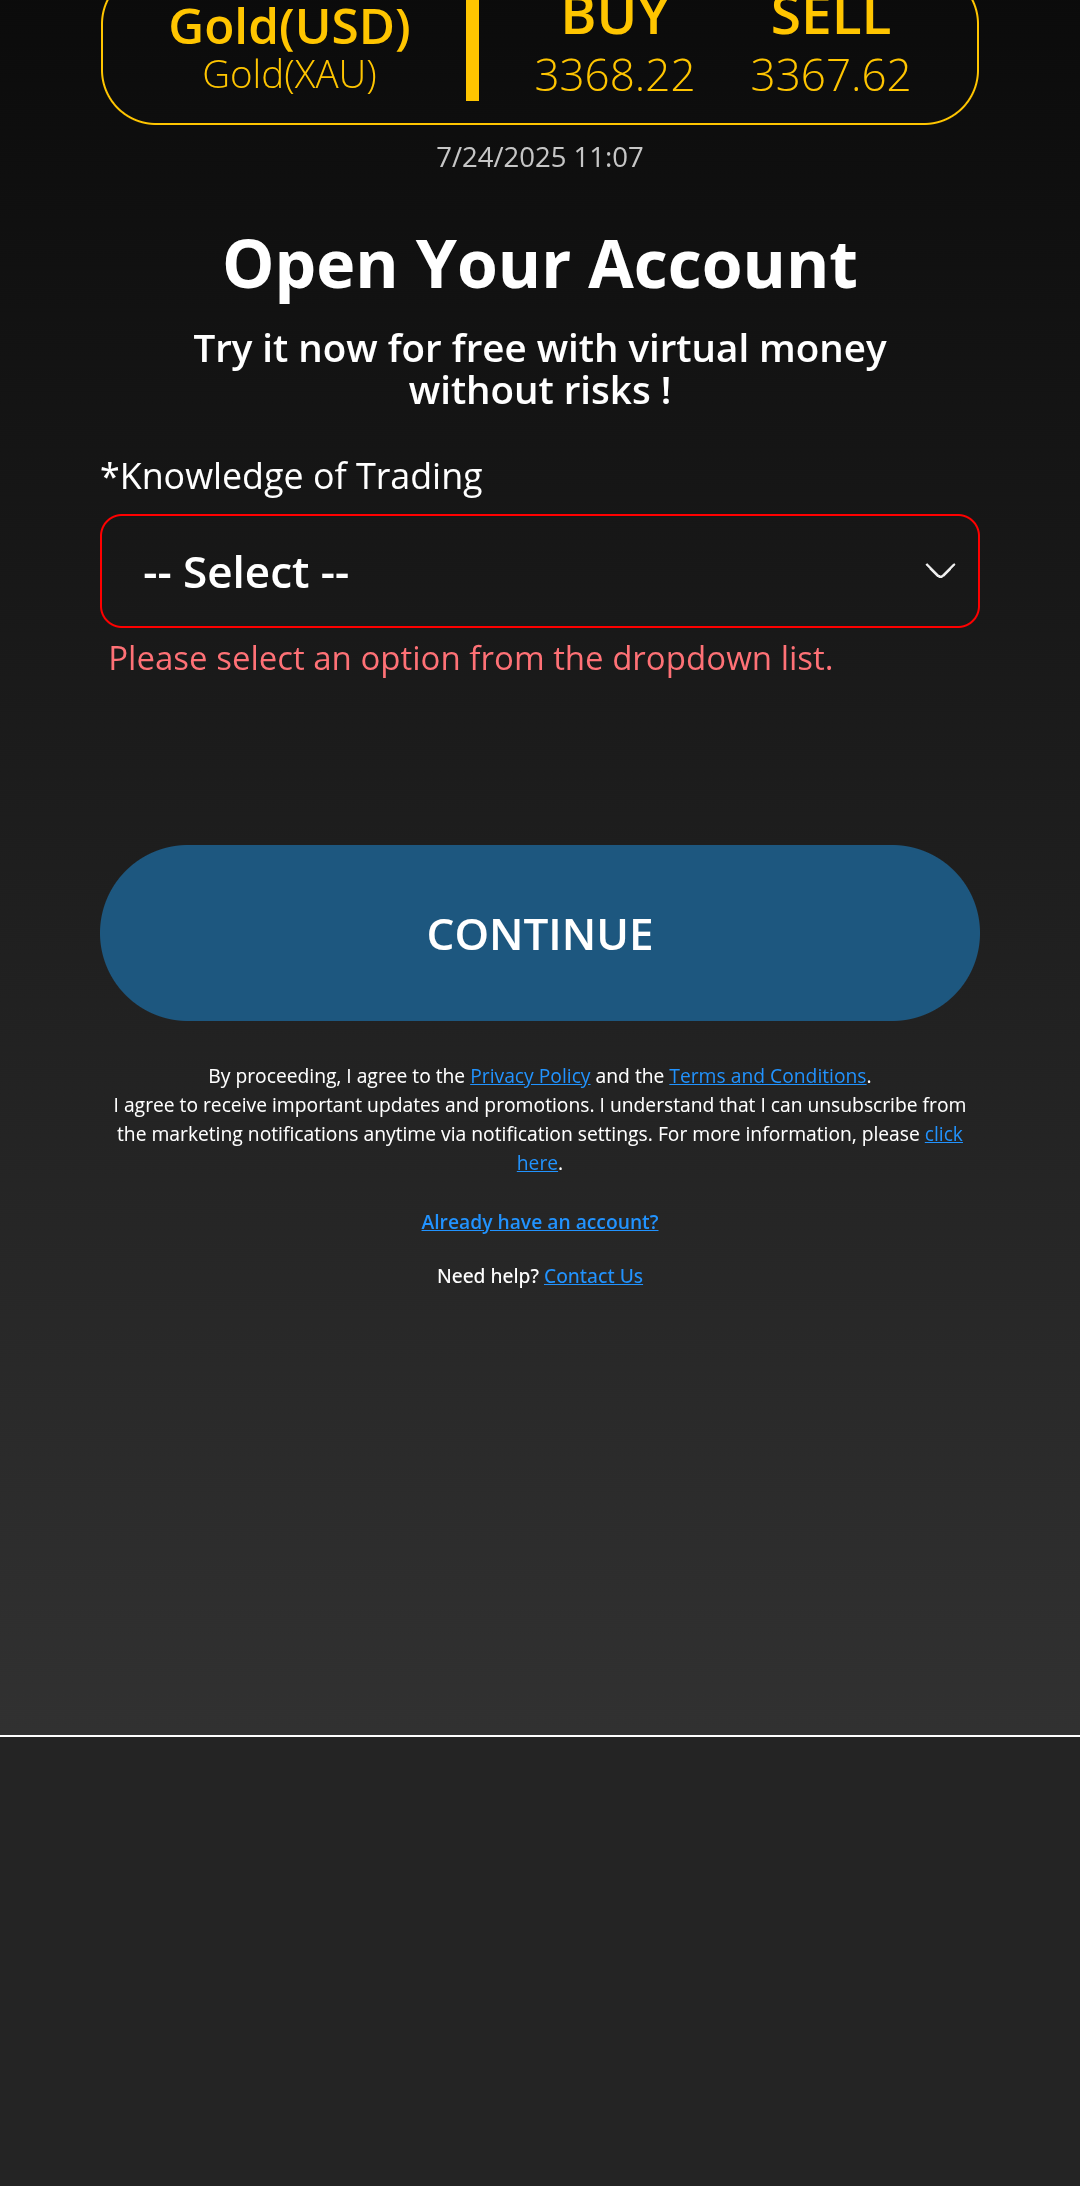 Gold(USD)
Gold(XAU)
BUY SELL
3368.22 3367.62
7/24/2025 11:07
Open Your Account
Try it now for free with virtual money
without risks !
*Knowledge of Trading
-- Select --
Please select an option from the dropdown list.
CONTINUE
By proceeding, I agree to the Privacy Policy and the Terms and Conditions.
I agree to receive important updates and promotions. I understand that I can unsubscribe from
the marketing notifications anytime via notification settings. For more information, please click
here.
Already have an account?
Need help? Contact Us